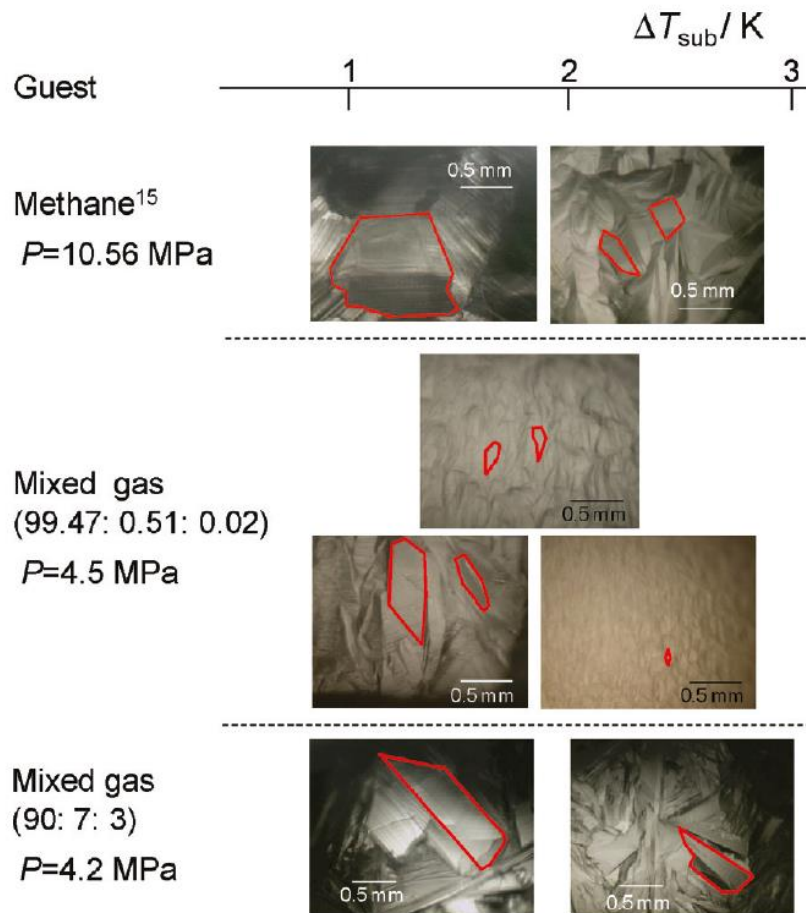 ΔT_sub / K
Guest
1 2 3
Methane¹⁵
P=10.56 MPa
0.5 mm
0.5 mm
Mixed gas
(99.47: 0.51: 0.02)
P=4.5 MPa
0.5 mm
0.5 mm
0.5 mm
Mixed gas
(90: 7: 3)
P=4.2 MPa
0.5 mm
0.5 mm